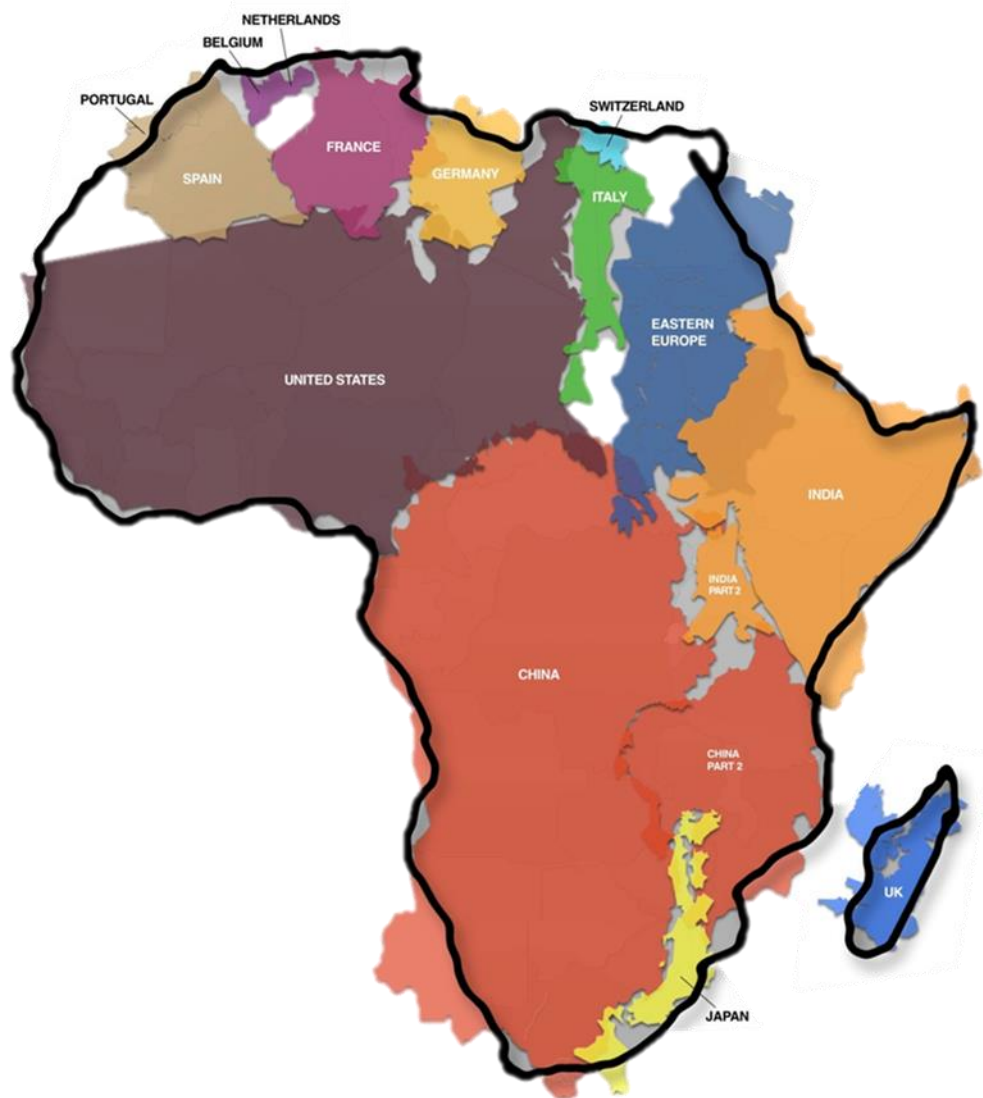 NETHERLANDS
BELGIUM
PORTUGAL
SWITZERLAND
FRANCE
SPAIN
GERMANY
ITALY
EASTERN
EUROPE
UNITED STATES
INDIA
INDIA
PART 2
CHINA
CHINA
PART 2
UK
JAPAN